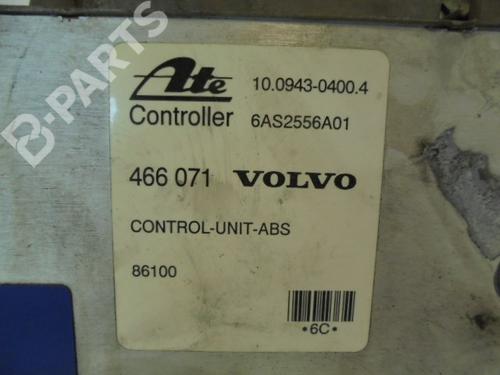 B-PARTS
Ate 10.0943-0400.4
Controller 6AS2556A01
466 071 VOLVO
CONTROL-UNIT-ABS
86100
*6C*